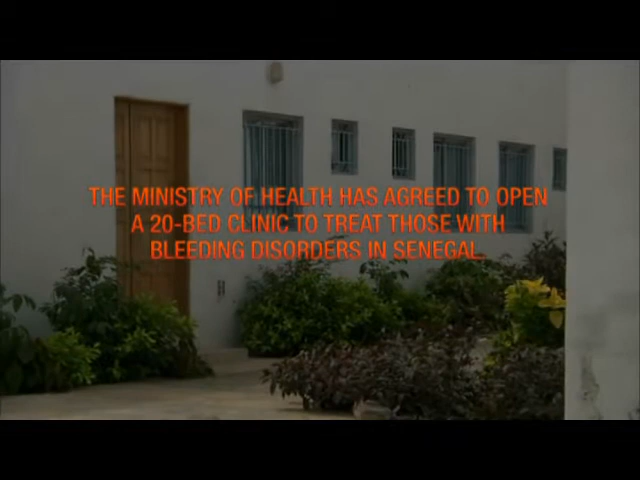 THE MINISTRY OF HEALTH HAS AGREED TO OPEN
A 20-BED CLINIC TO TREAT THOSE WITH
BLEEDING DISORDERS IN SENEGAL.